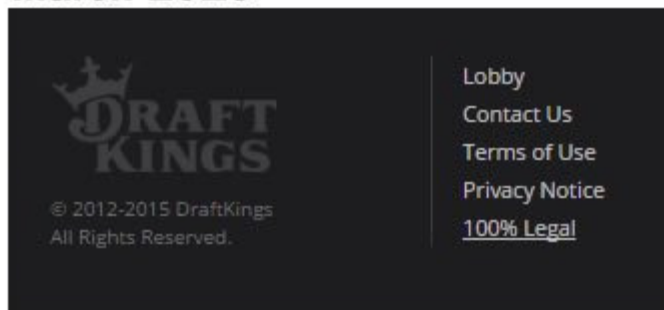 DRAFT
KINGS
© 2012-2015 DraftKings
All Rights Reserved.
Lobby
Contact Us
Terms of Use
Privacy Notice
100% Legal